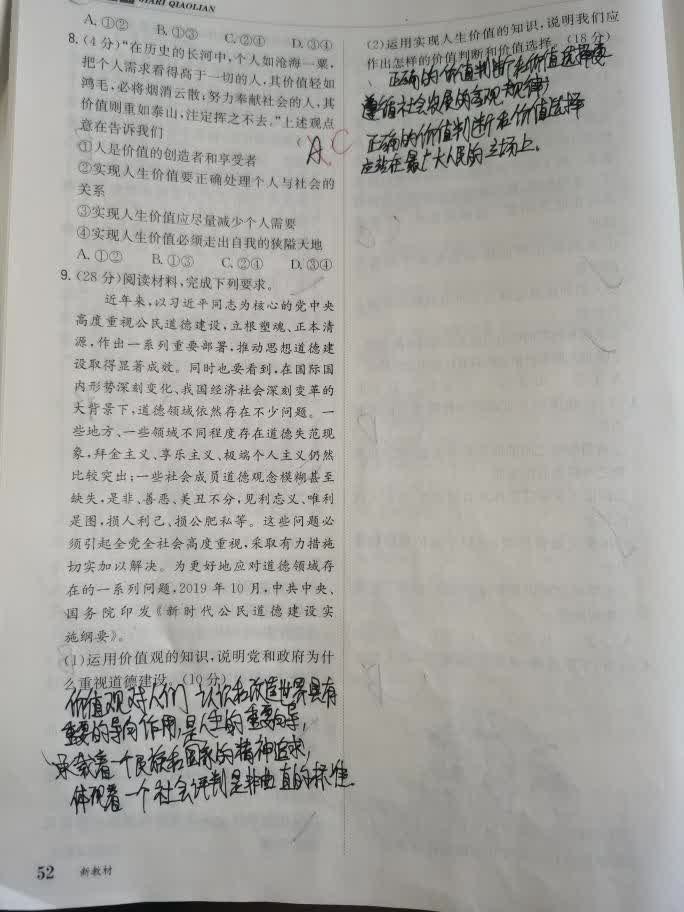 JIARI QIAOLIAN
A.①②　B.①③　C.②④　D.③④
8.(4分)“在历史的长河中,个人如沧海一粟,
把个人需求看得高于一切的人,其价值轻如
鸿毛,必将烟消云散;努力奉献社会的人,其
价值则重如泰山,注定挥之不去。”上述观点
意在告诉我们
( A C
①人是价值的创造者和享受者
②实现人生价值要正确处理个人与社会的
关系
③实现人生价值应尽量减少个人需要
④实现人生价值必须走出自我的狭隘天地
A.①②　B.①③　C.②④　D.③④
9.(28分)阅读材料,完成下列要求。
近年来,以习近平同志为核心的党中央
高度重视公民道德建设,立根塑魂、正本清
源,作出一系列重要部署,推动思想道德建
设取得显著成效。同时也要看到,在国际国
内形势深刻变化、我国经济社会深刻变革的
大背景下,道德领域依然存在不少问题。一
些地方、一些领域不同程度存在道德失范现
象,拜金主义、享乐主义、极端个人主义仍然
比较突出;一些社会成员道德观念模糊甚至
缺失,是非、善恶、美丑不分,见利忘义、唯利
是图,损人利己、损公肥私等。这些问题必
须引起全党全社会高度重视,采取有力措施
切实加以解决。为更好地应对道德领域存
在的一系列问题,2019年10月,中共中央、
国务院印发《新时代公民道德建设实
施纲要》。
(1)运用价值观的知识,说明党和政府为什
么重视道德建设。(10分)
价值观对人们认识和改造世界具有
重要的导向作用,是人生的重要向导,
承载着一个民族和国家的精神追求,
体现着一个社会评判是非曲直的标准.
52　新教材
(2)运用实现人生价值的知识,说明我们应
作出怎样的价值判断和价值选择。(18分)
正确的价值判断和价值选择要
遵循社会发展的客观规律;
正确的价值判断和价值选择
应站在最广大人民的立场上.